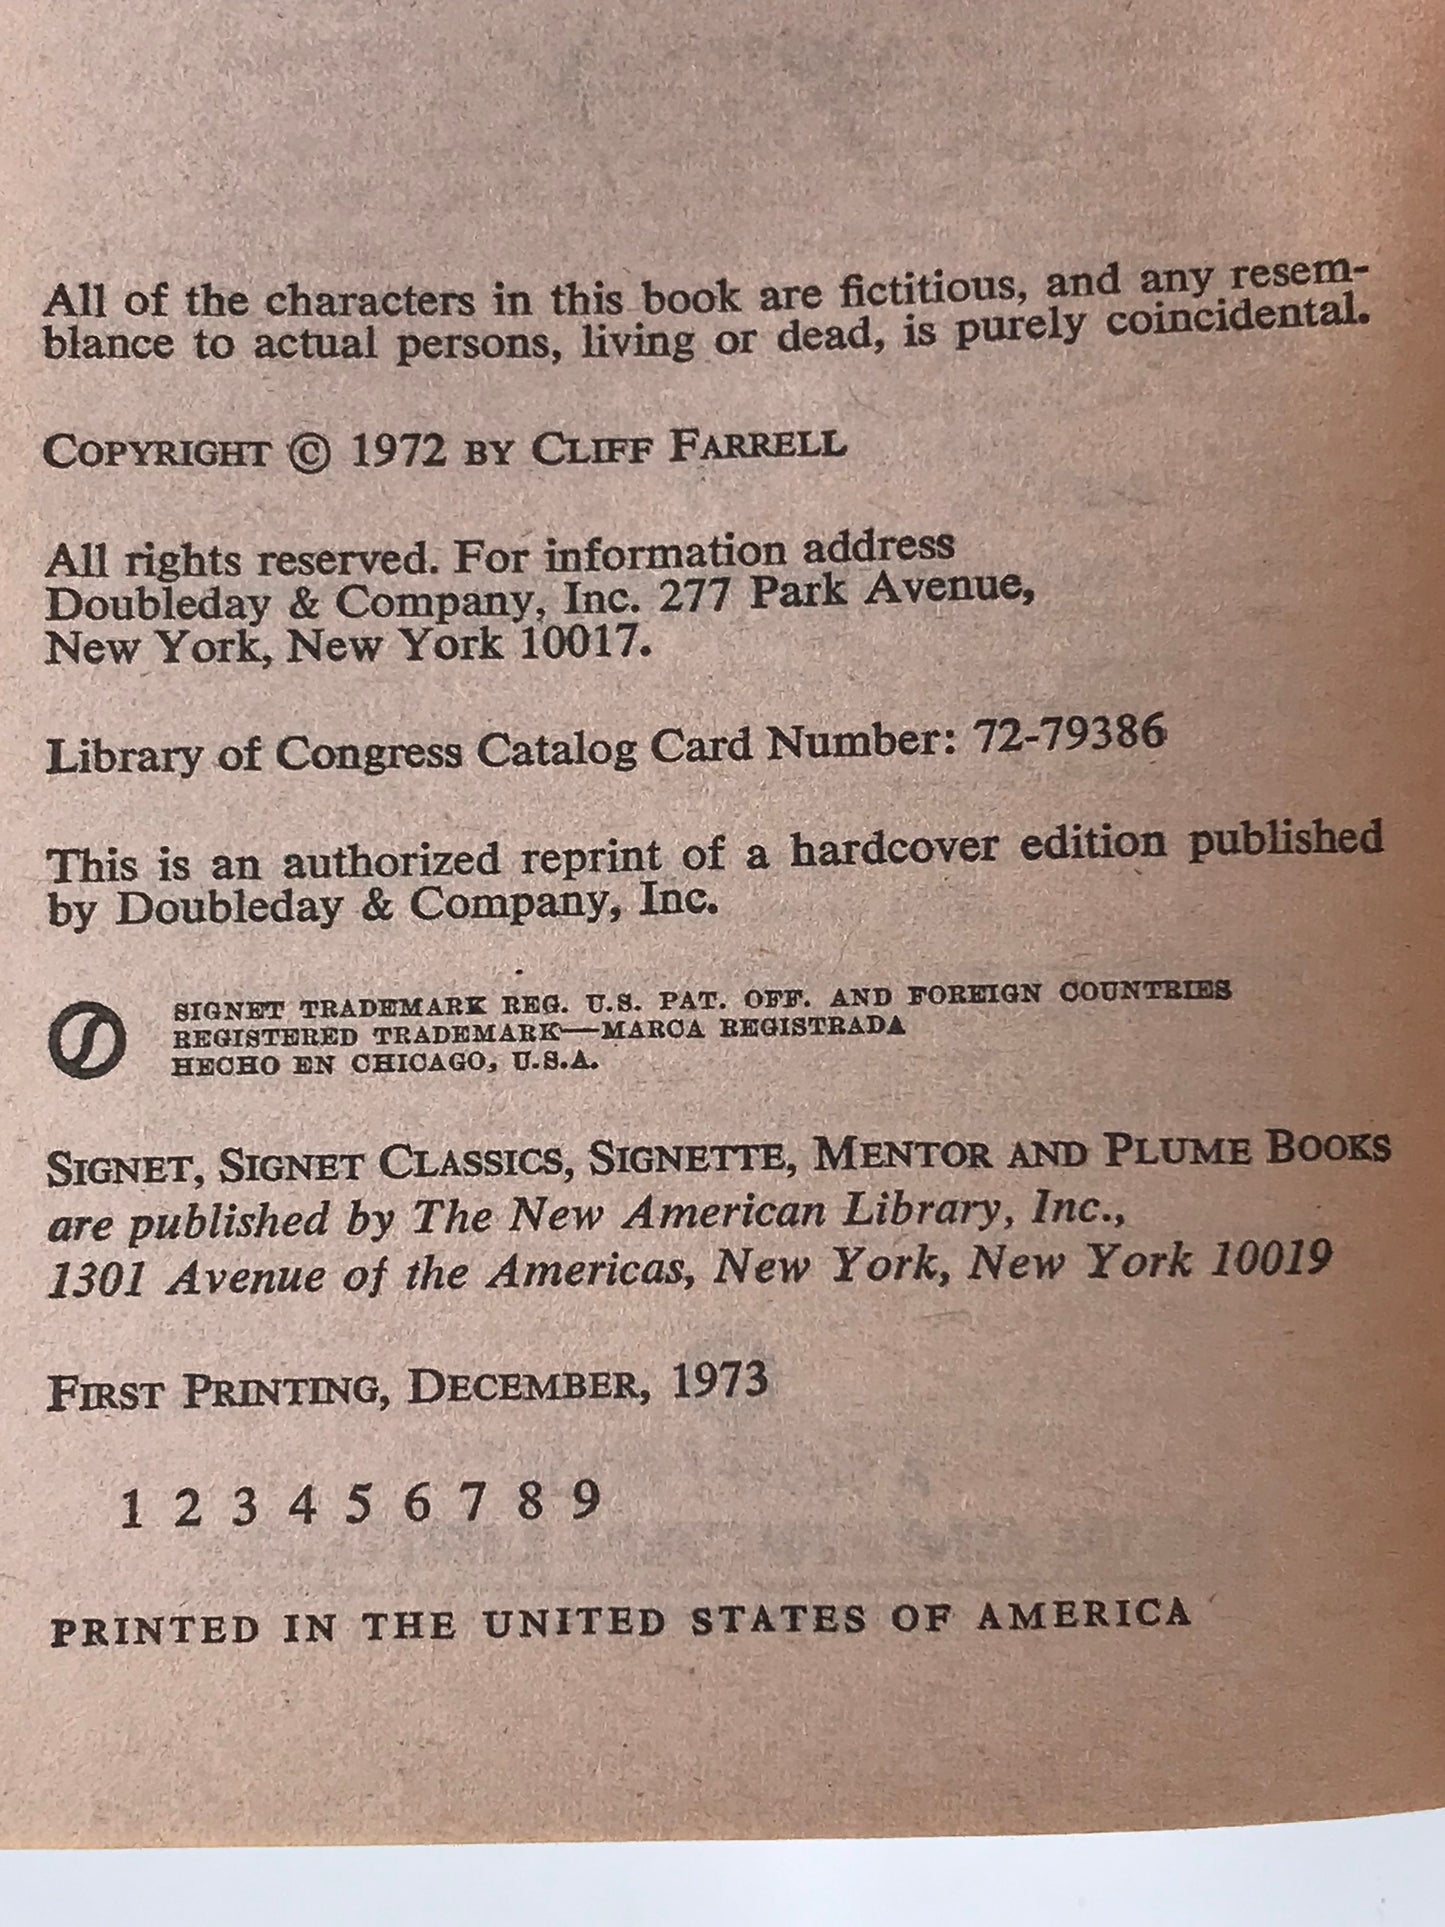 All of the characters in this book are fictitious, and any resem-
blance to actual persons, living or dead, is purely coincidental.
COPYRIGHT © 1972 BY CLIFF FARRELL
All rights reserved. For information address
Doubleday & Company, Inc. 277 Park Avenue,
New York, New York 10017.
Library of Congress Catalog Card Number: 72-79386
This is an authorized reprint of a hardcover edition published
by Doubleday & Company, Inc.
SIGNET TRADEMARK REG. U.S. PAT. OFF. AND FOREIGN COUNTRIES
REGISTERED TRADEMARK—MARCA REGISTRADA
HECHO EN CHICAGO, U.S.A.
SIGNET, SIGNET CLASSICS, SIGNETTE, MENTOR AND PLUME BOOKS
are published by The New American Library, Inc.,
1301 Avenue of the Americas, New York, New York 10019
FIRST PRINTING, DECEMBER, 1973
1 2 3 4 5 6 7 8 9
PRINTED IN THE UNITED STATES OF AMERICA